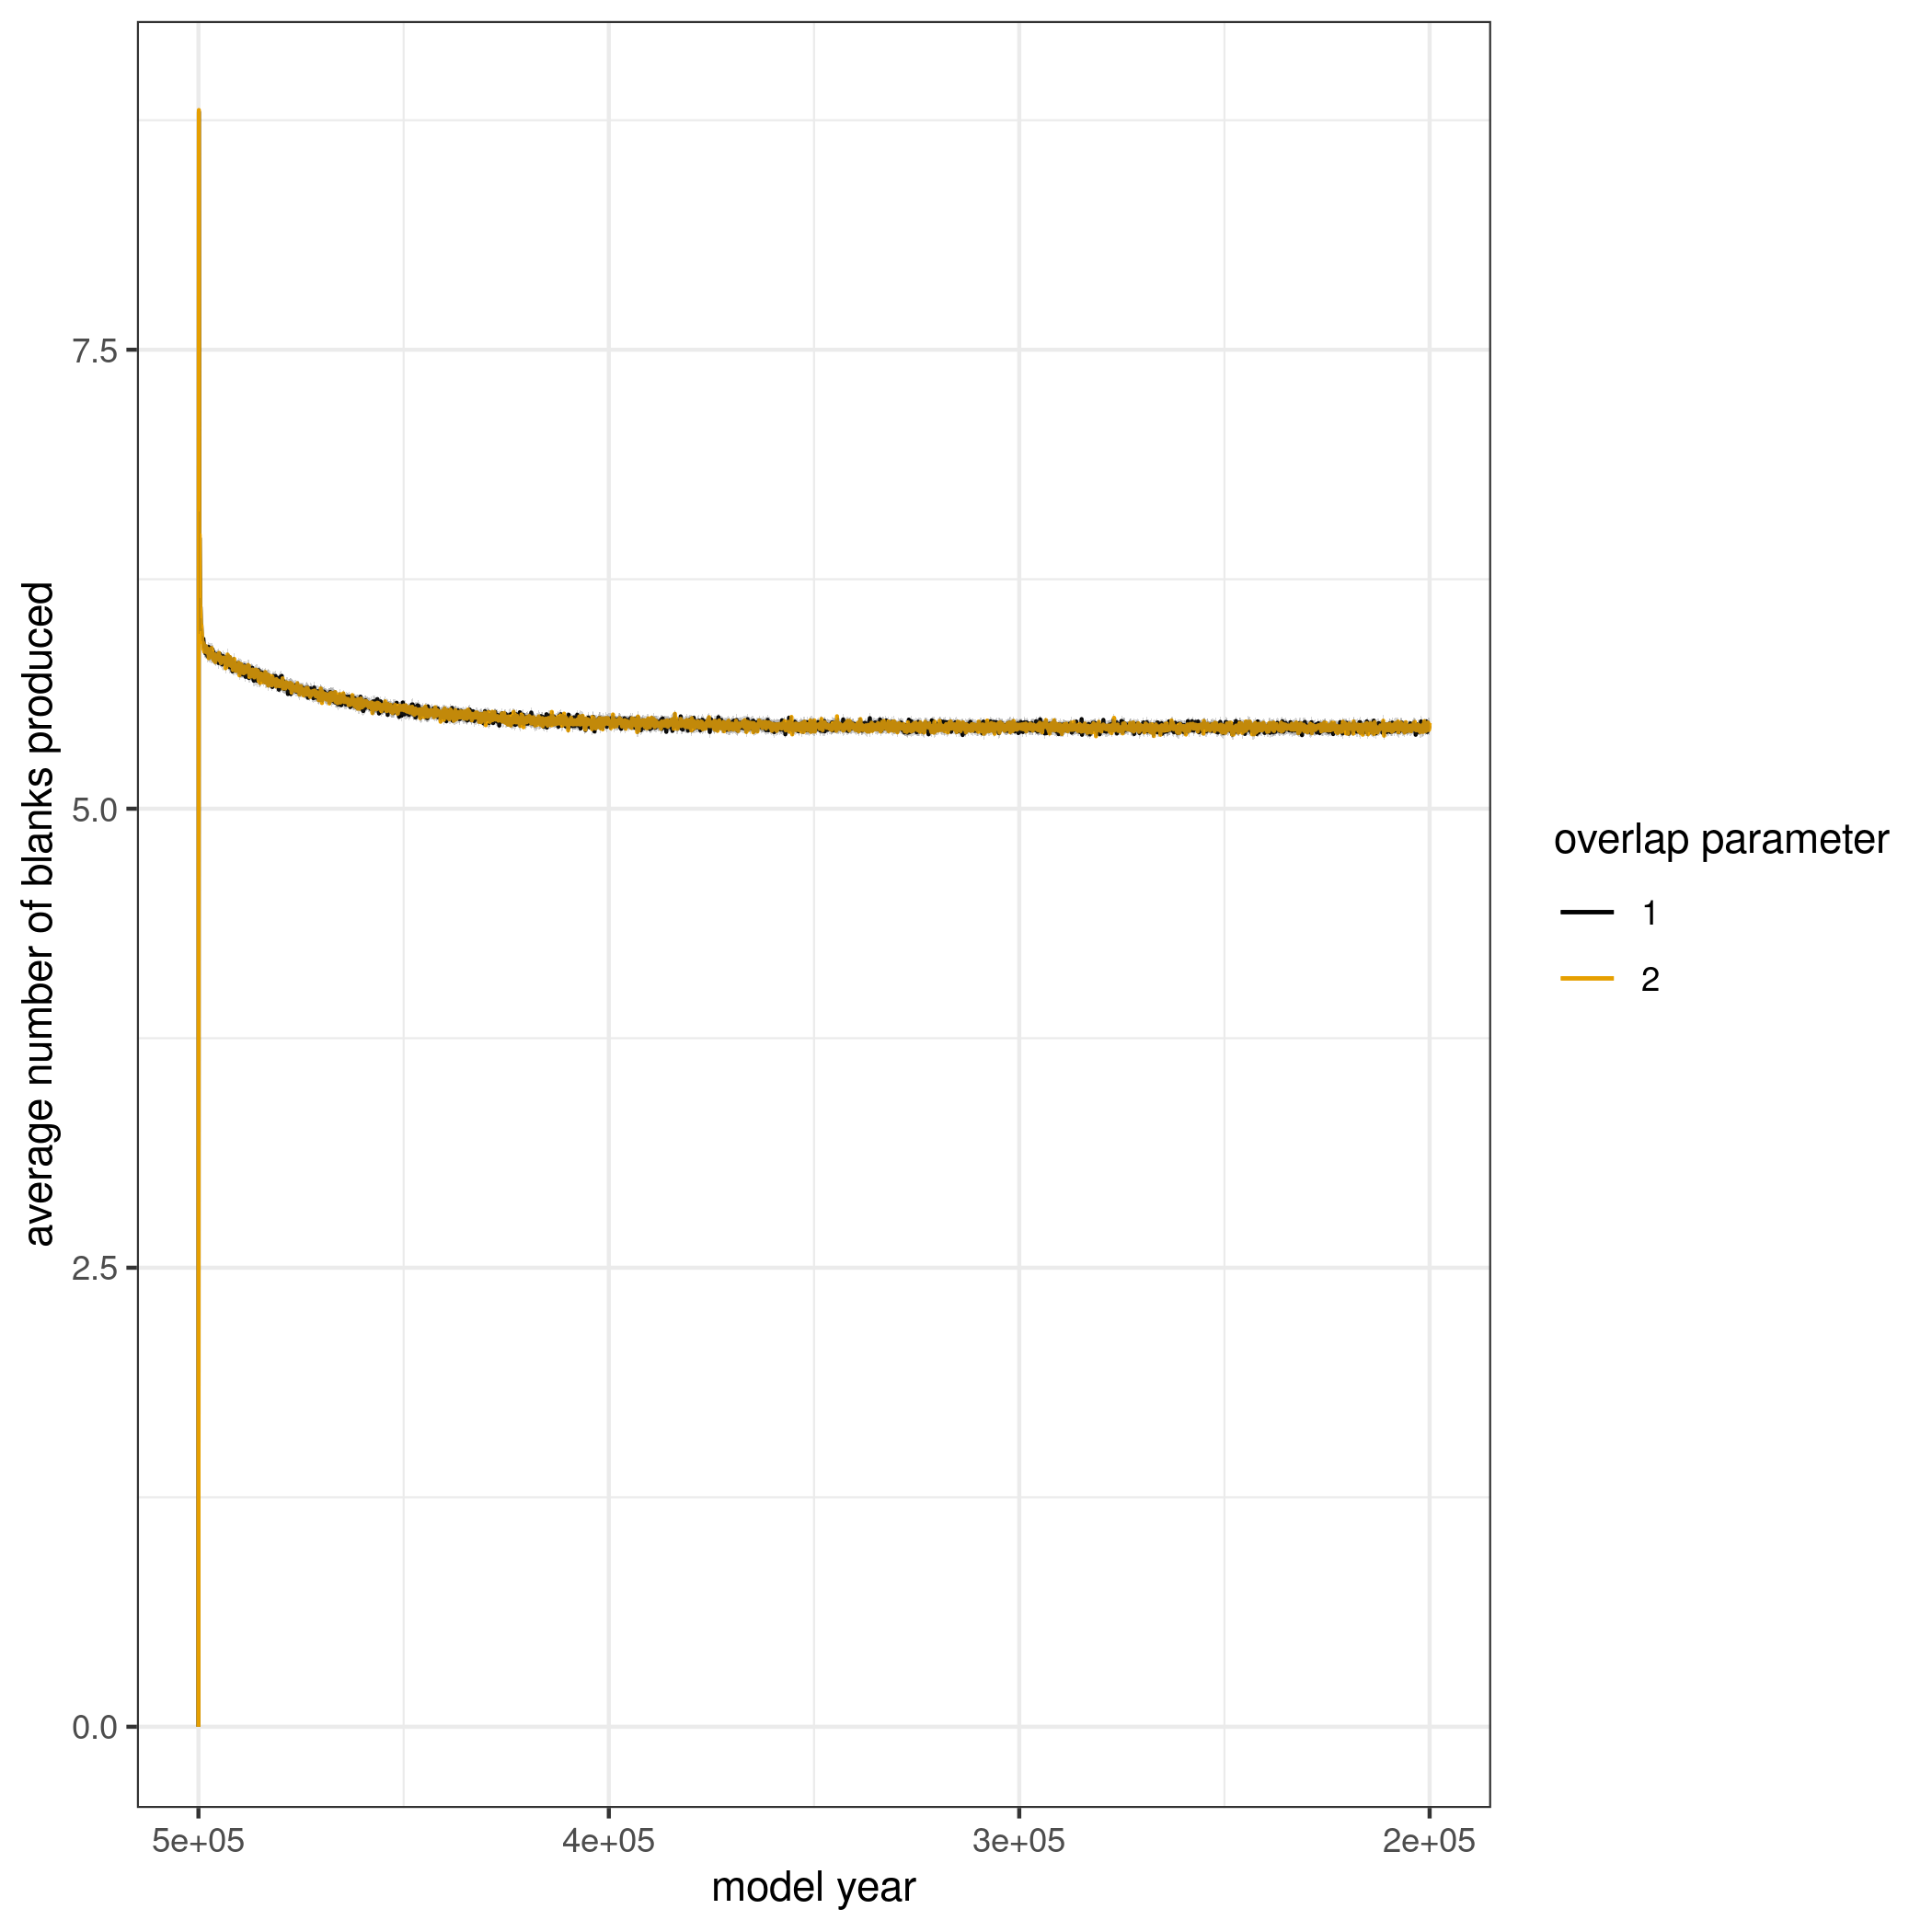 average number of blanks produced
7.5
5.0
2.5
0.0
5e+05
4e+05
3e+05
2e+05
model year
overlap parameter
1
2